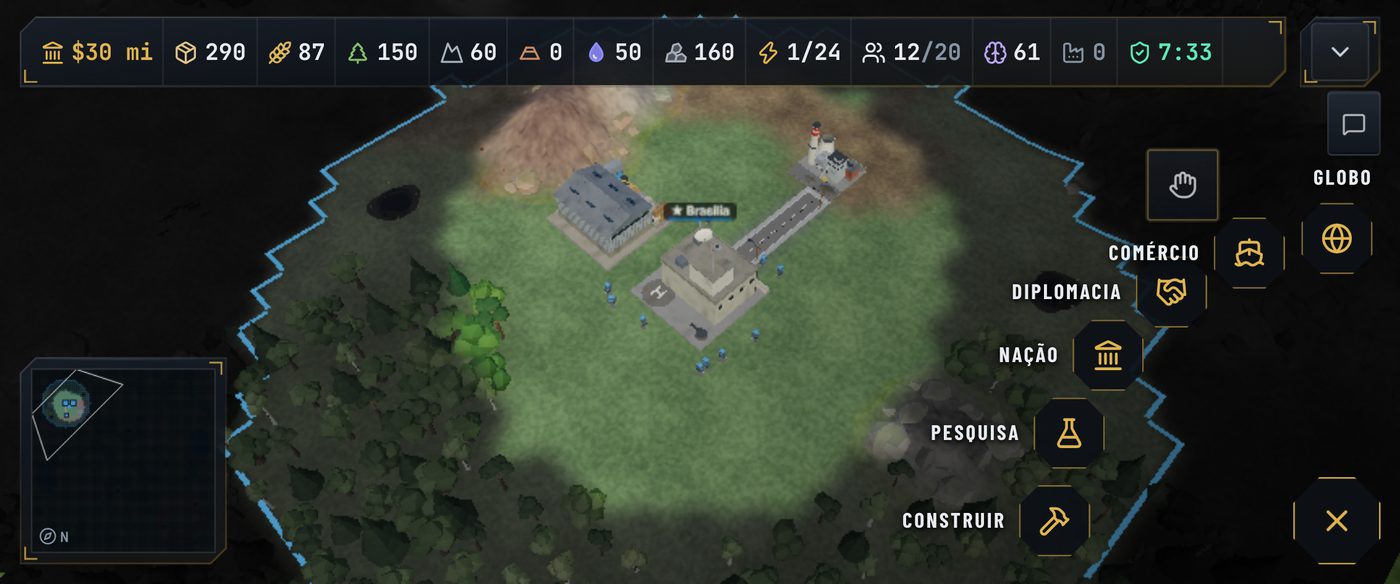 $30 mi 290 87 150 60 0 50 160 1/24 12/20 61 0 7:33
GLOBO
★ Brasília
COMÉRCIO
DIPLOMACIA
NAÇÃO
PESQUISA
CONSTRUIR
N